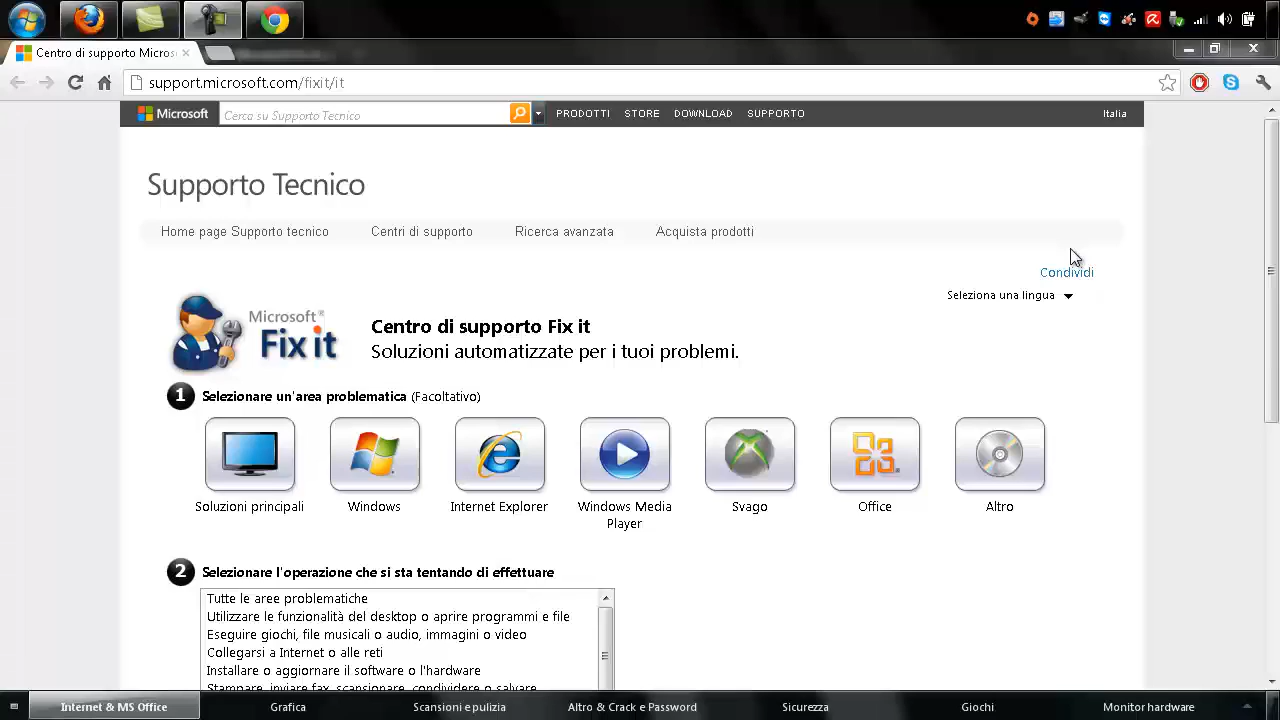 Centro di supporto Micros
support.microsoft.com/fixit/it
Microsoft
Cerca su Supporto Tecnico
PRODOTTI
STORE
DOWNLOAD
SUPPORTO
Italia
Supporto Tecnico
Home page Supporto tecnico
Centri di supporto
Ricerca avanzata
Acquista prodotti
Condividi
Seleziona una lingua
Microsoft®
Fix it
Centro di supporto Fix it
Soluzioni automatizzate per i tuoi problemi.
1 Selezionare un'area problematica (Facoltativo)
Soluzioni principali
Windows
Internet Explorer
Windows Media
Player
Svago
Office
Altro
2 Selezionare l'operazione che si sta tentando di effettuare
Tutte le aree problematiche
Utilizzare le funzionalità del desktop o aprire programmi e file
Eseguire giochi, file musicali o audio, immagini o video
Collegarsi a Internet o alle reti
Installare o aggiornare il software o l'hardware
Stampare, inviare fax, scansionare, condividere o salvare
Internet & MS Office
Grafica
Scansioni e pulizia
Altro & Crack e Password
Sicurezza
Giochi
Monitor hardware